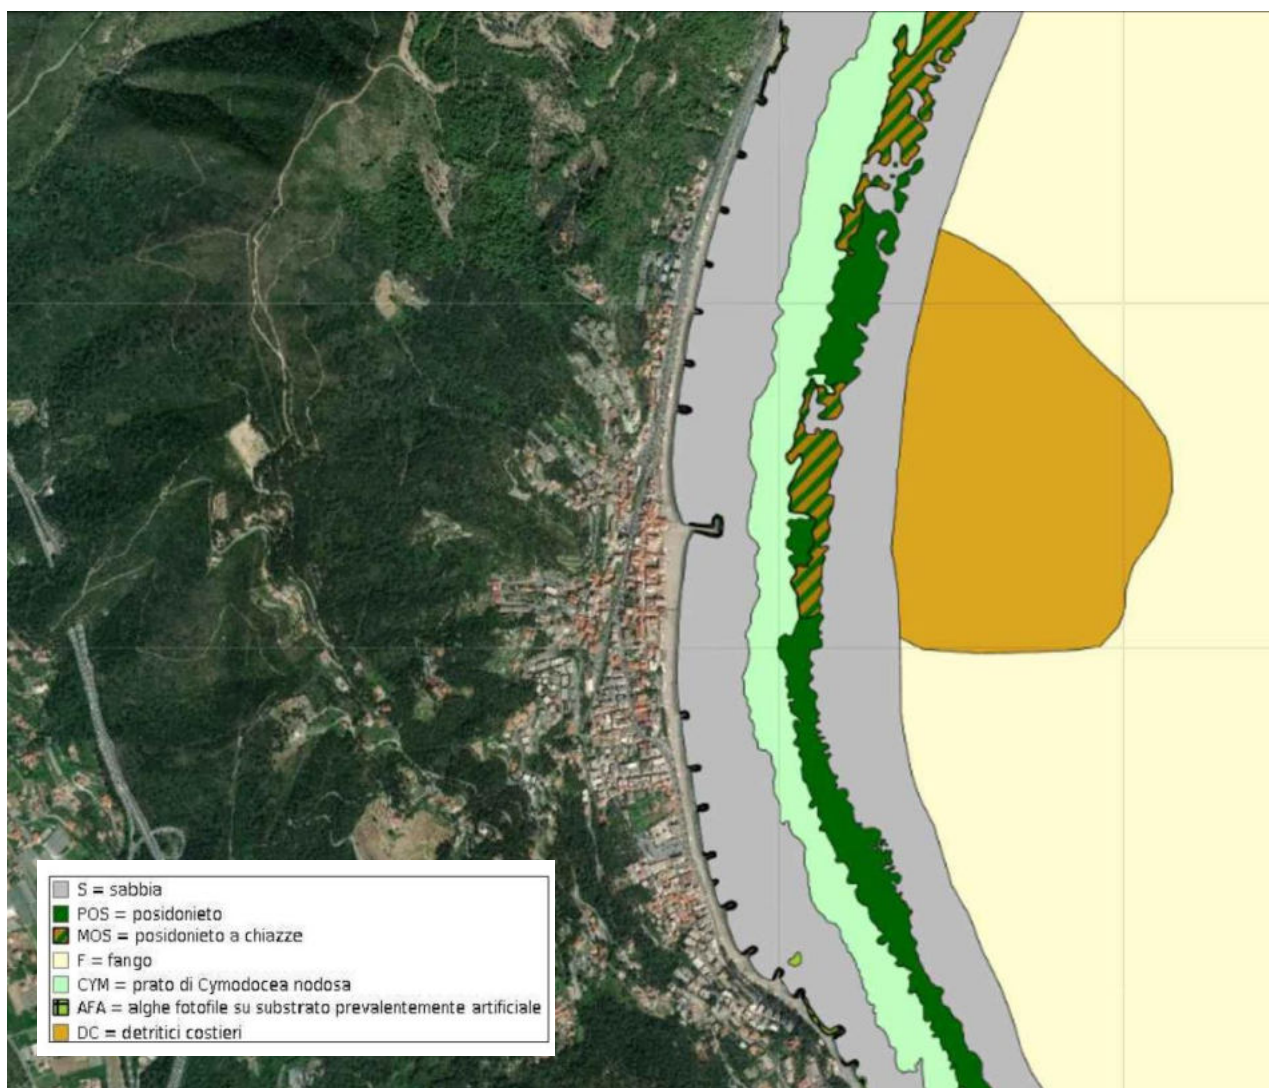 S = sabbia
POS = posidonieto
MOS = posidonieto a chiazze
F = fango
CYM = prato di Cymodocea nodosa
AFA = alghe fotofile su substrato prevalentemente artificiale
DC = detritici costieri